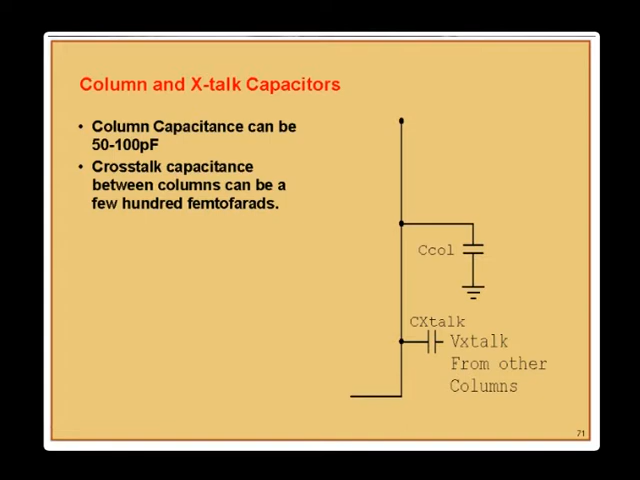 Column and X-talk Capacitors
• Column Capacitance can be
50-100pF
• Crosstalk capacitance
between columns can be a
few hundred femtofarads.
Ccol
CXtalk
Vxtalk
From other
Columns
71